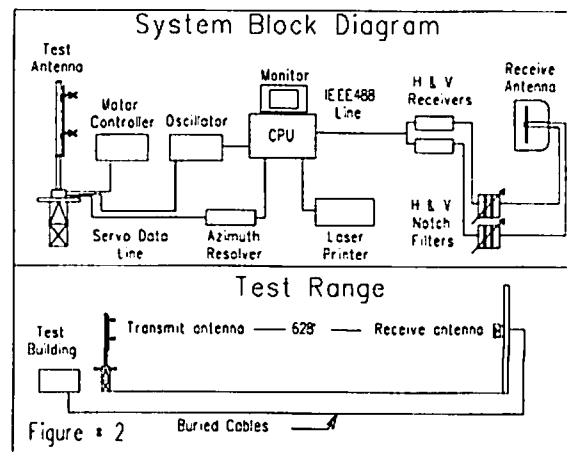 System Block Diagram
Test
Antenna
Motor
Controller
Oscillator
Monitor
CPU
IEEE488
Line
H & V
Receivers
Receive
Antenna
Servo Data
Line
Azimuth
Resolver
Laser
Printer
H & V
Notch
Filters
Test Range
Test
Building
Transmit antenna
628'
Receive antenna
Buried Cables
Figure # 2